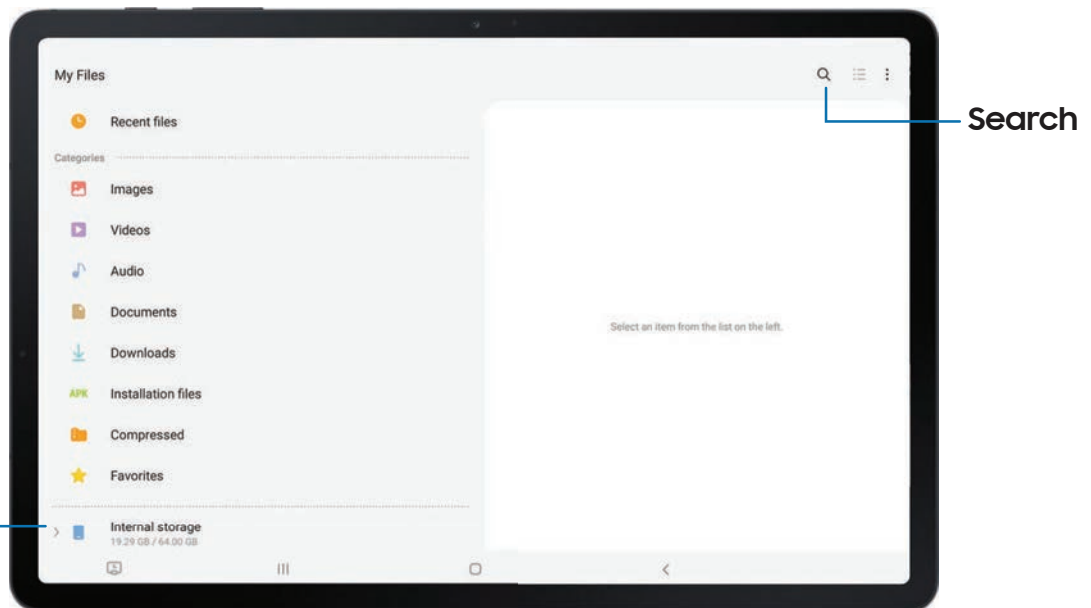 My Files
Search
Recent files
Categories
Images
Videos
Audio
Documents
Select an item from the list on the left.
Downloads
APK Installation files
Compressed
Favorites
Internal storage
19.29 GB / 64.00 GB